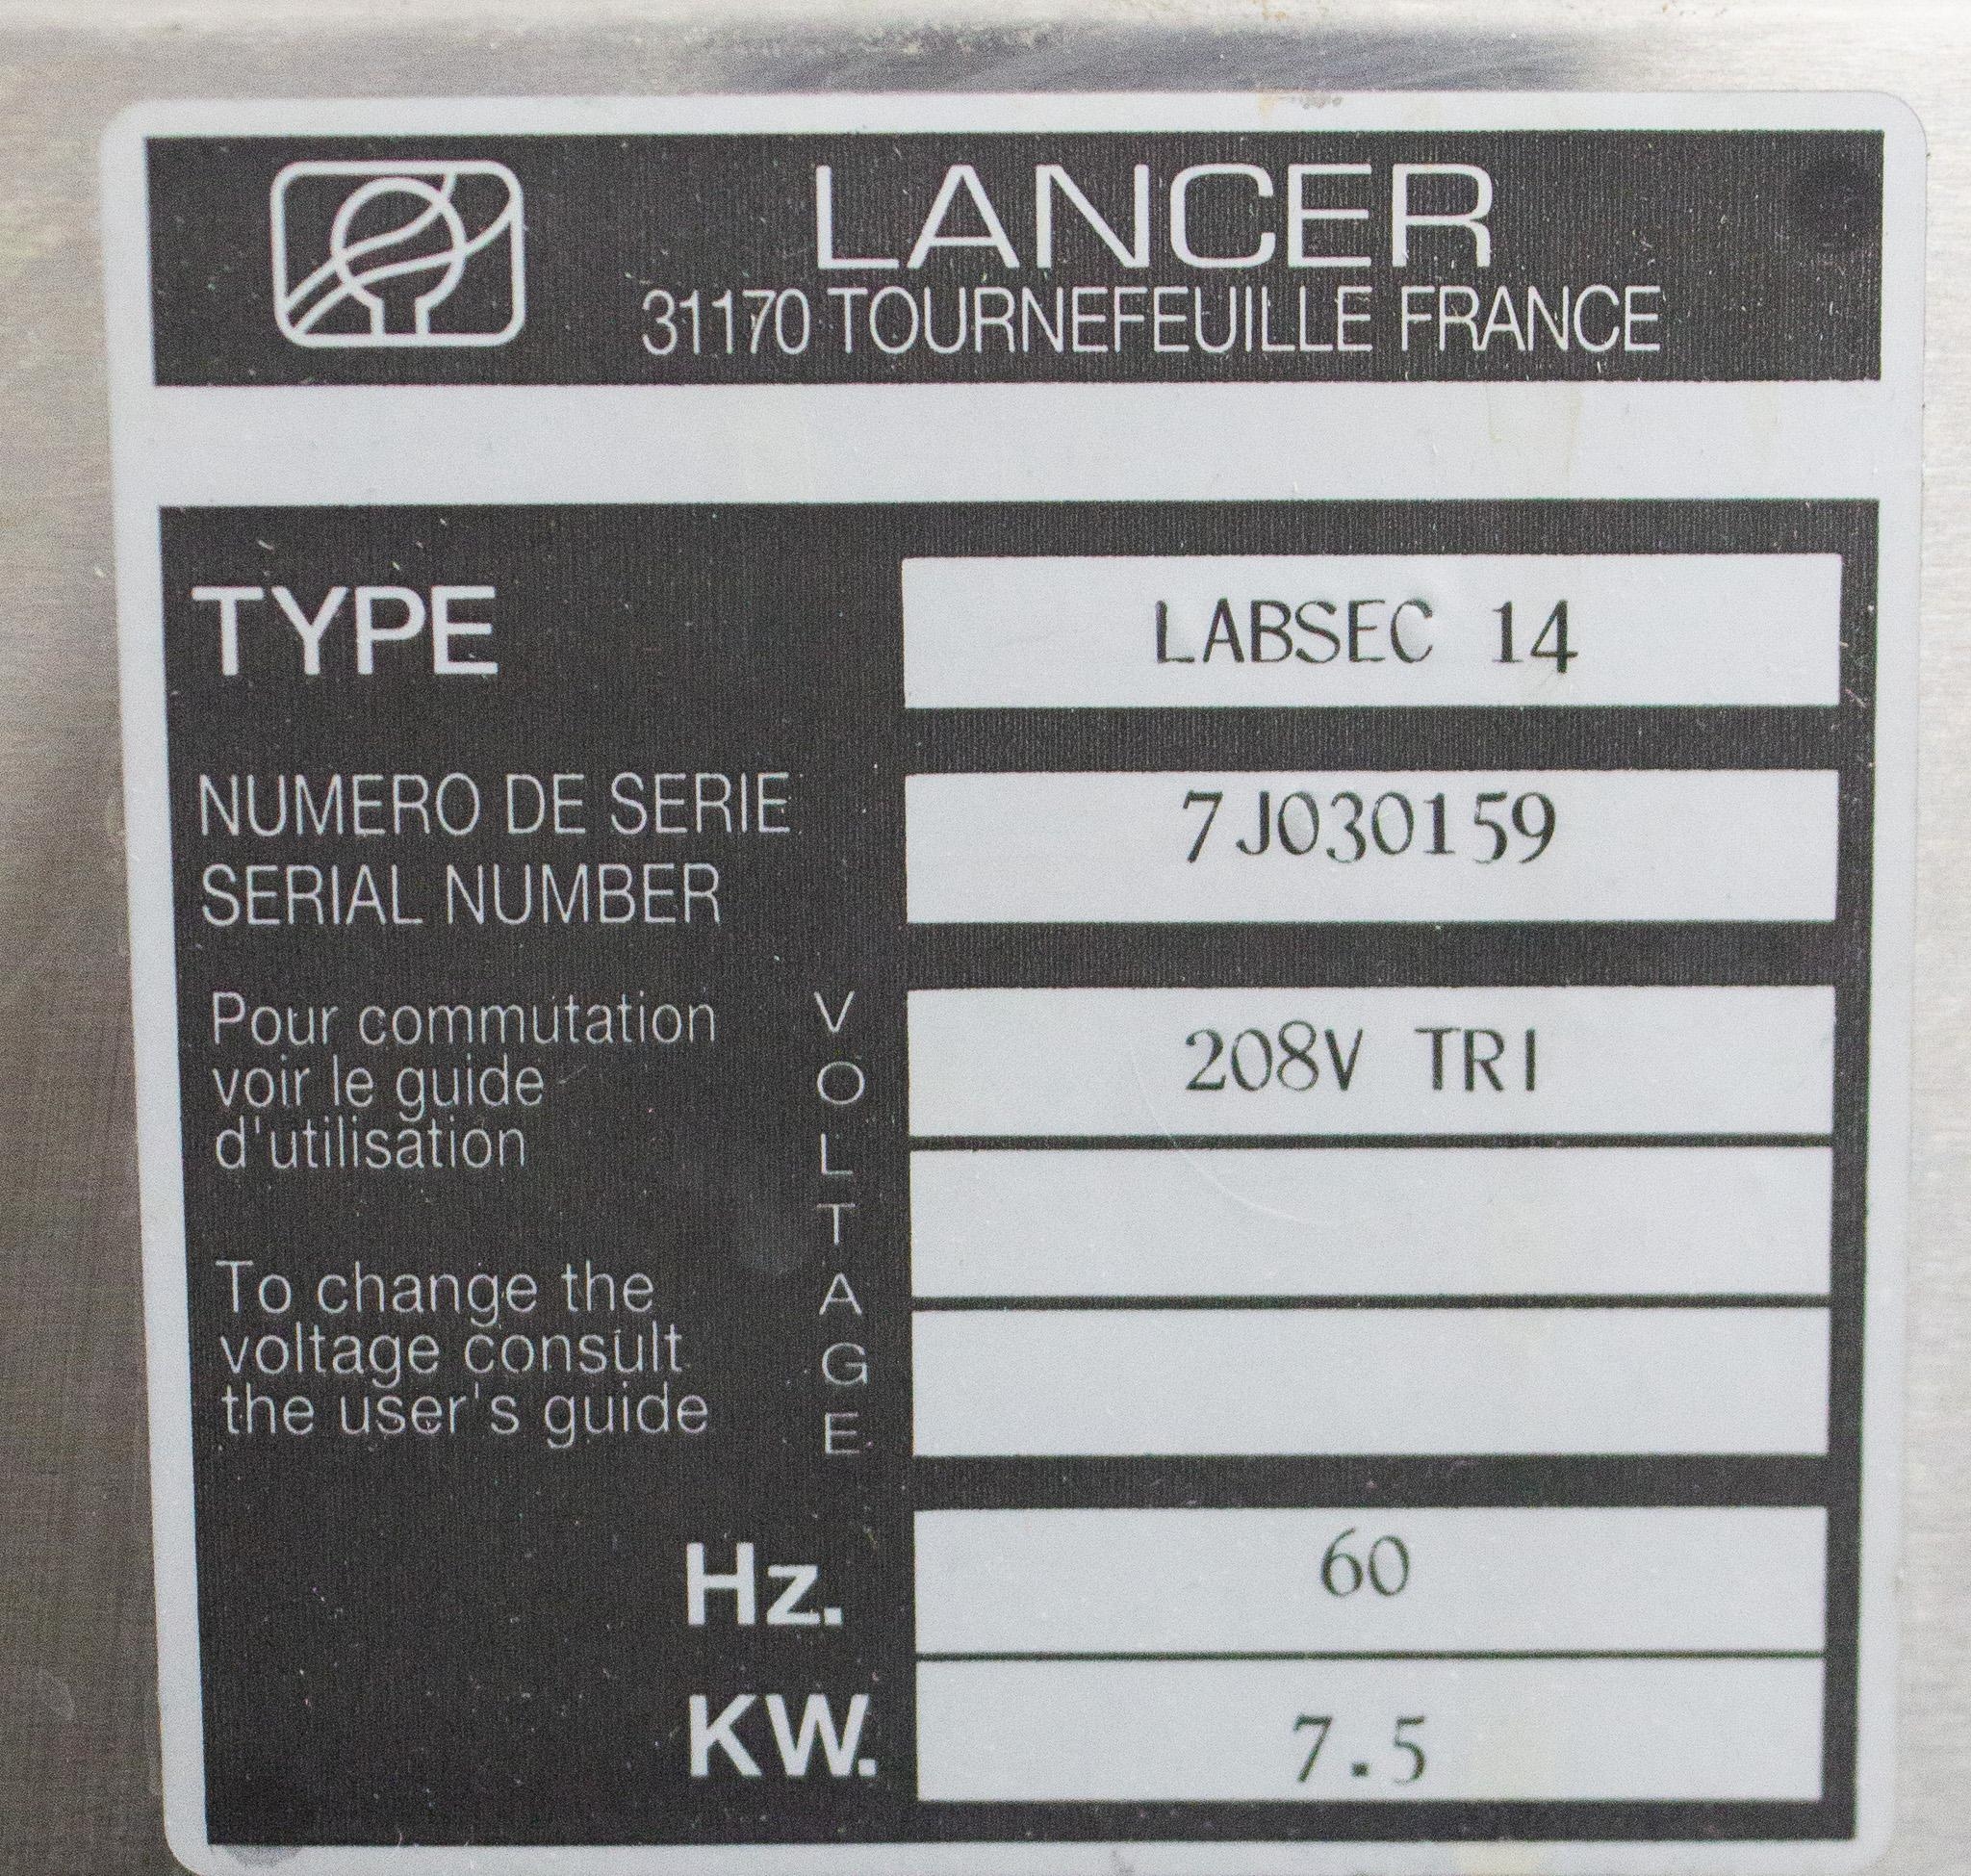 LANCER
31170 TOURNEFEUILLE FRANCE
TYPE
LABSEC 14
NUMERO DE SERIE
SERIAL NUMBER
7J030159
Pour commutation
voir le guide
d'utilisation
To change the
voltage consult
the user's guide
VOLTAGE
208V TRI
Hz.
60
KW.
7.5